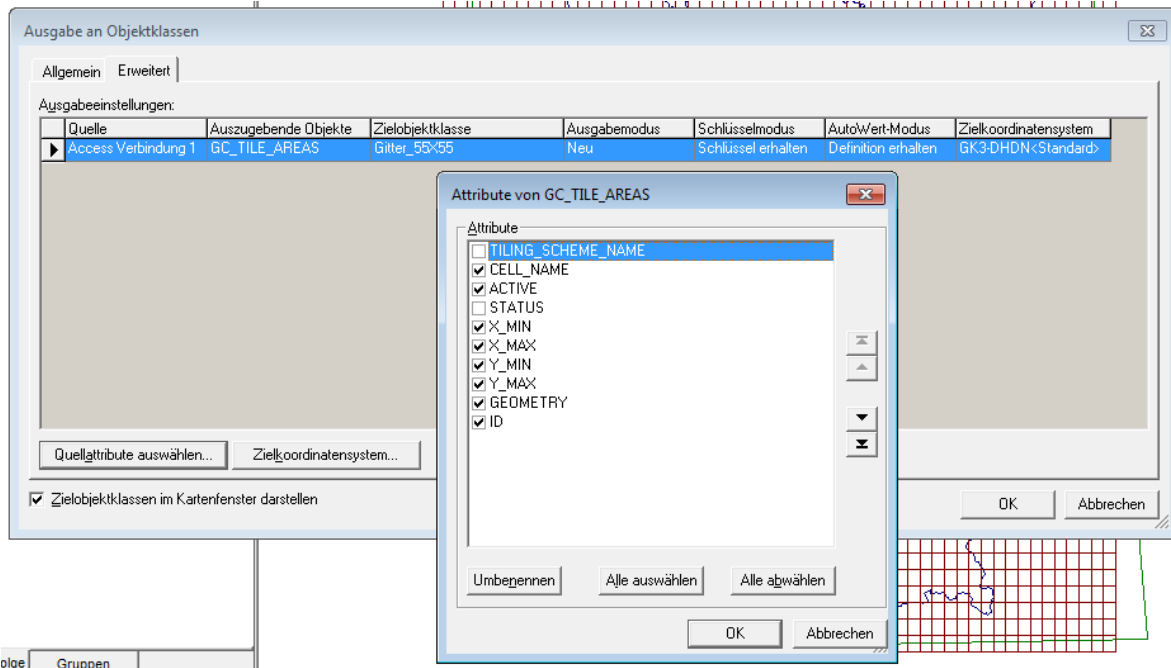 Ausgabe an Objektklassen
Allgemein Erweitert
Ausgabeeinstellungen:
Quelle Auszugebende Objekte Zielobjektklasse Ausgabemodus Schlüsselmodus AutoWert-Modus Zielkoordinatensystem
Access Verbindung 1 GC_TILE_AREAS Gitter_55X55 Neu Schlüssel erhalten Definition erhalten GK3-DHDN<Standard>
Attribute von GC_TILE_AREAS
Attribute
TILING_SCHEME_NAME
CELL_NAME
ACTIVE
STATUS
X_MIN
X_MAX
Y_MIN
Y_MAX
GEOMETRY
ID
Quellattribute auswählen... Zielkoordinatensystem...
Zielobjektklassen im Kartenfenster darstellen
OK Abbrechen
Umbenennen Alle auswählen Alle abwählen
OK Abbrechen
Gruppen